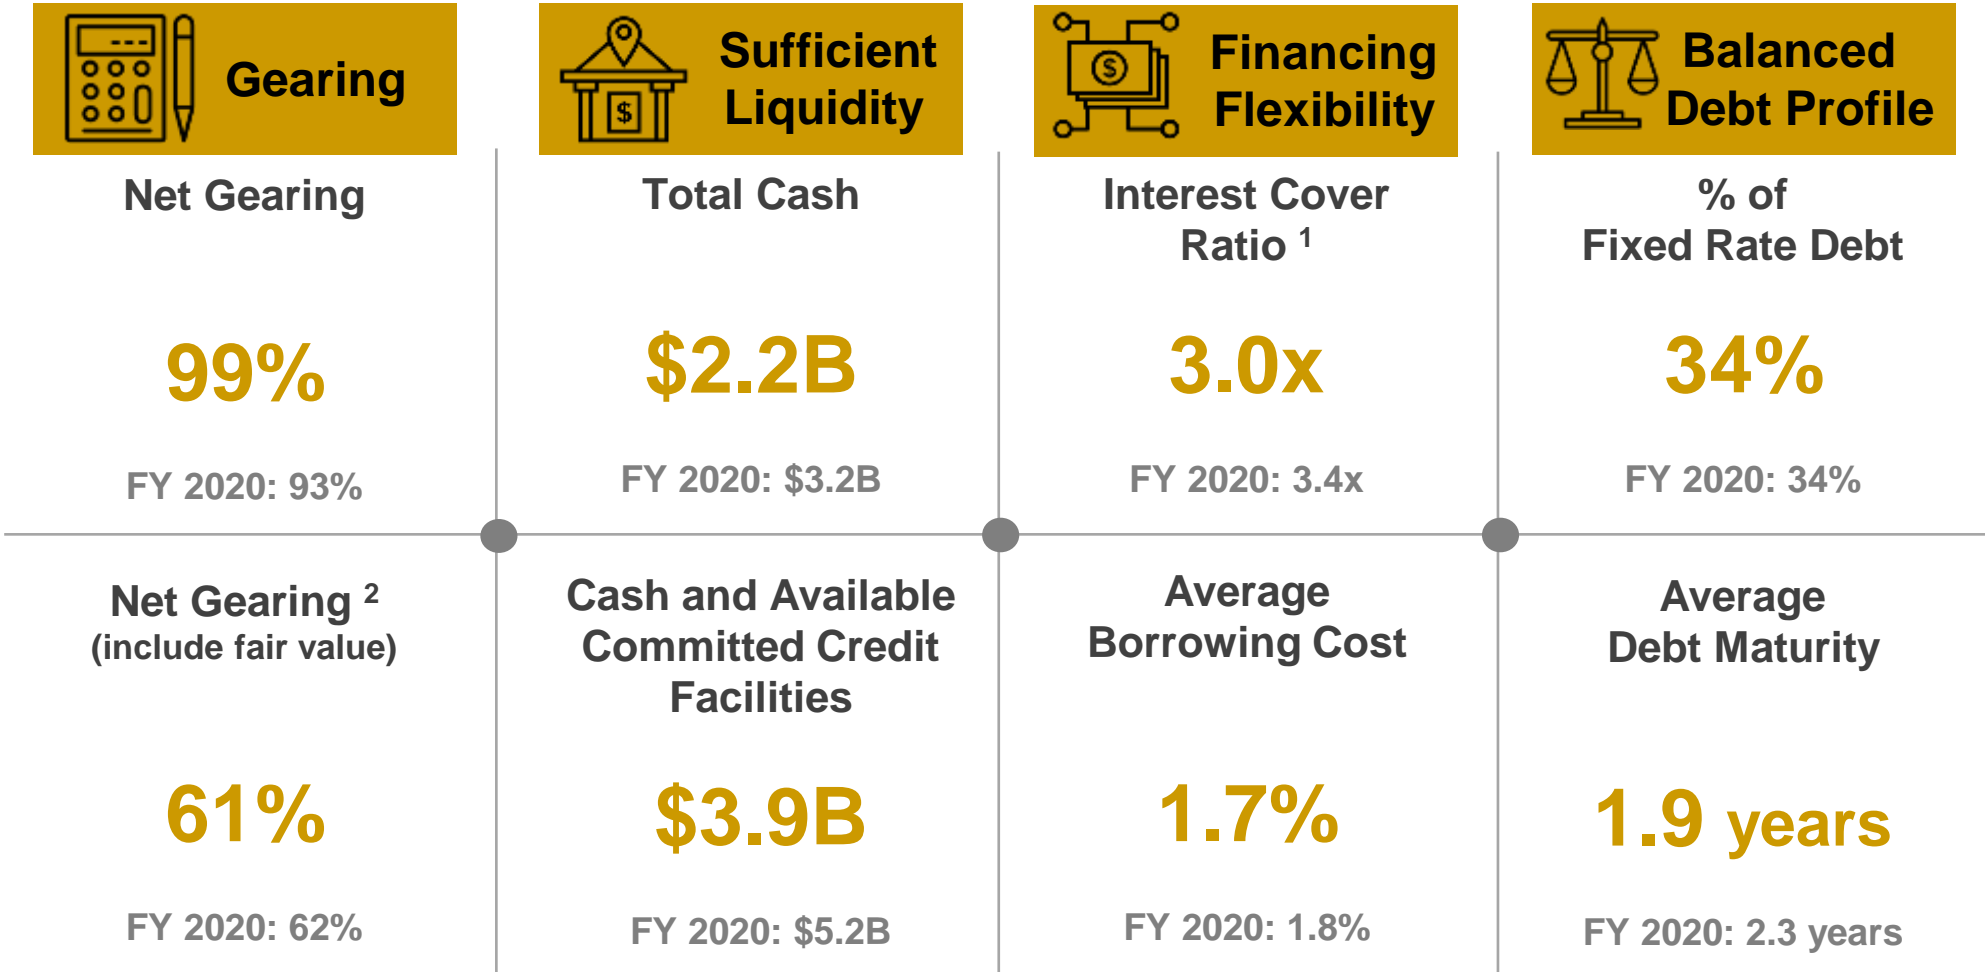 Gearing
Net Gearing
99%
FY 2020: 93%
Net Gearing ²
(include fair value)
61%
FY 2020: 62%
Sufficient
Liquidity
$
Total Cash
$2.2B
FY 2020: $3.2B
Cash and Available
Committed Credit
Facilities
$3.9B
FY 2020: $5.2B
Financing
Flexibility
$
Interest Cover
Ratio ¹
3.0x
FY 2020: 3.4x
Average
Borrowing Cost
1.7%
FY 2020: 1.8%
Balanced
Debt Profile
% of
Fixed Rate Debt
34%
FY 2020: 34%
Average
Debt Maturity
1.9 years
FY 2020: 2.3 years